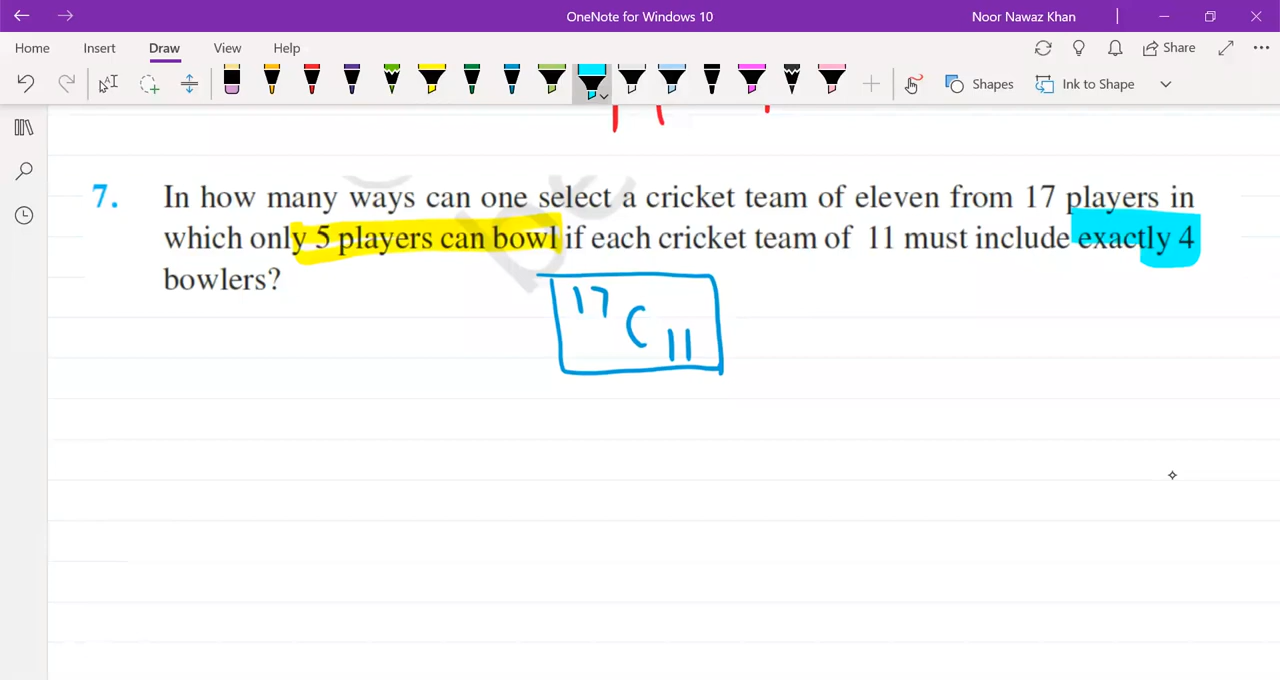 OneNote for Windows 10
Noor Nawaz Khan
Home Insert Draw View Help
Share
Shapes
Ink to Shape
7. In how many ways can one select a cricket team of eleven from 17 players in
which only 5 players can bowl if each cricket team of 11 must include exactly 4
bowlers?
17 C 11